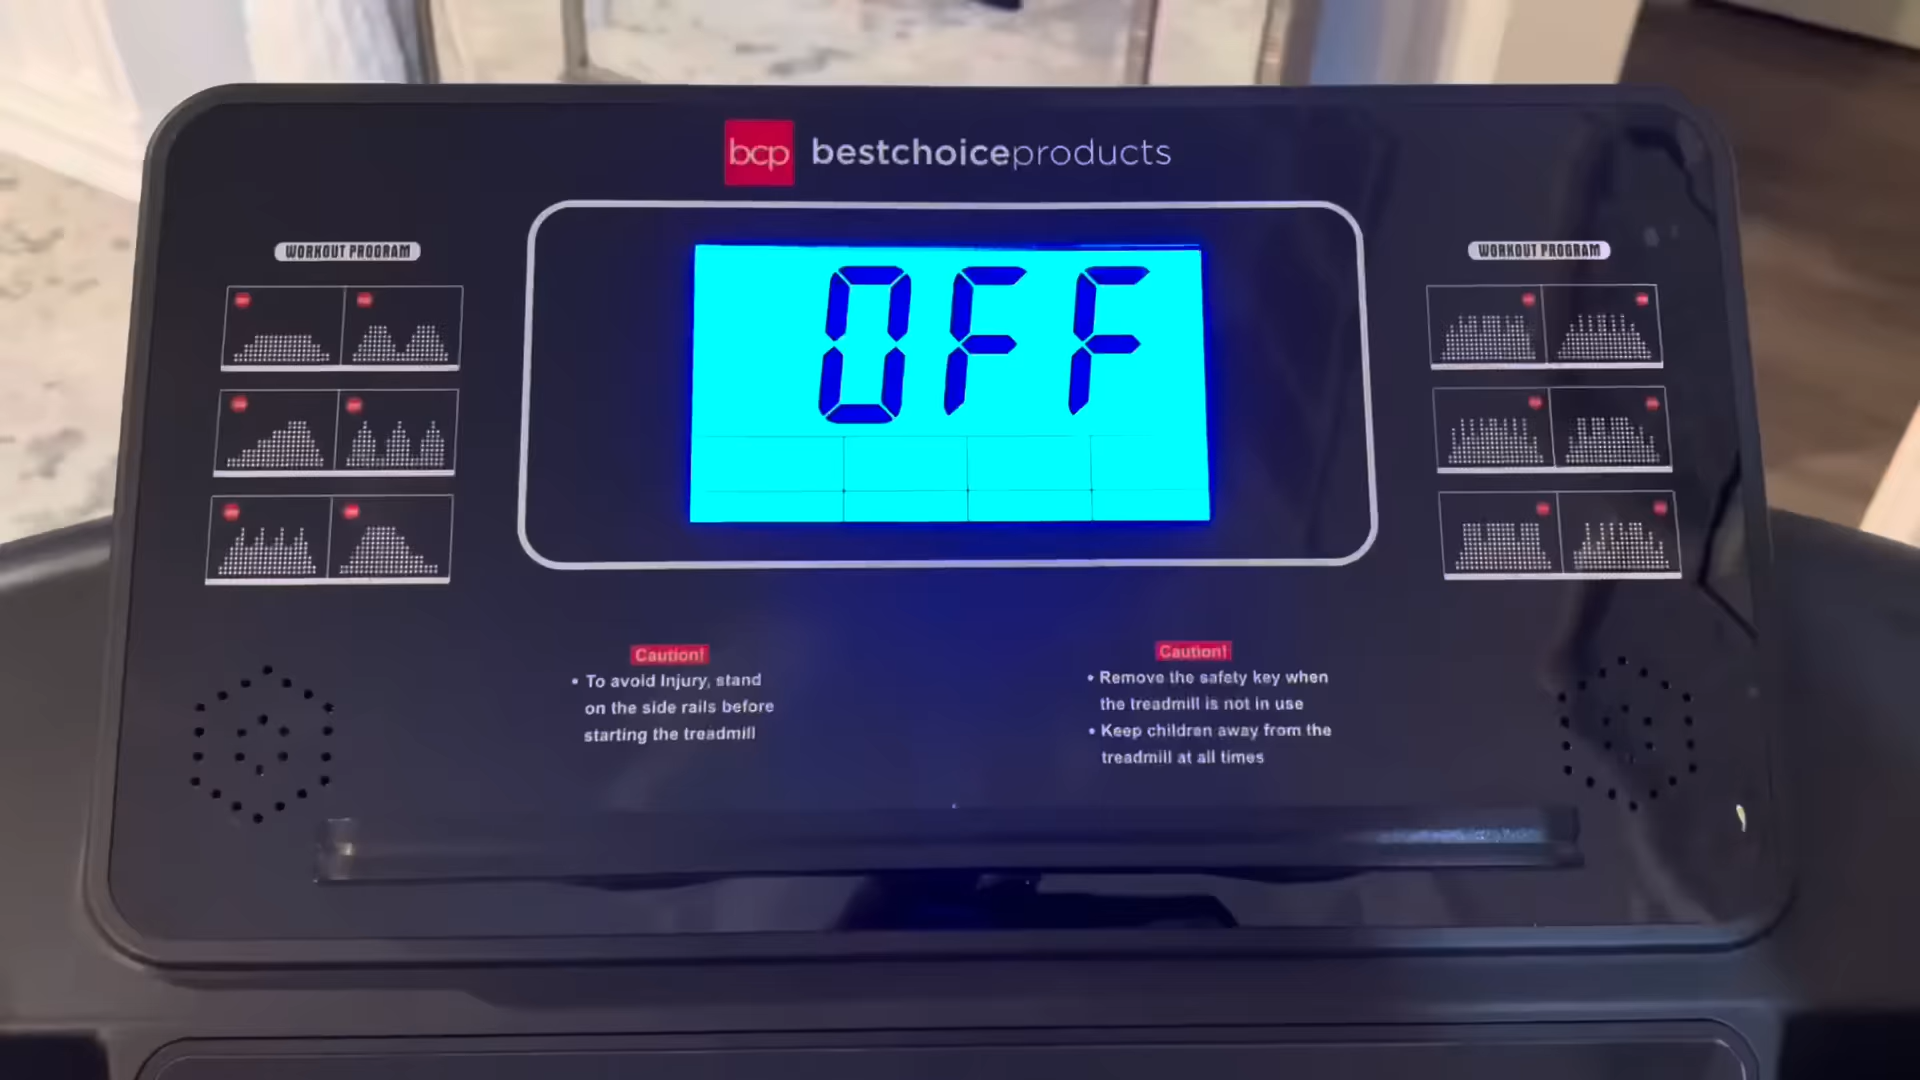 bcp bestchoiceproducts
WORKOUT PROGRAM
WORKOUT PROGRAM
OFF
Caution!
• To avoid Injury, stand
on the side rails before
starting the treadmill
Caution!
• Remove the safety key when
the treadmill is not in use
• Keep children away from the
treadmill at all times